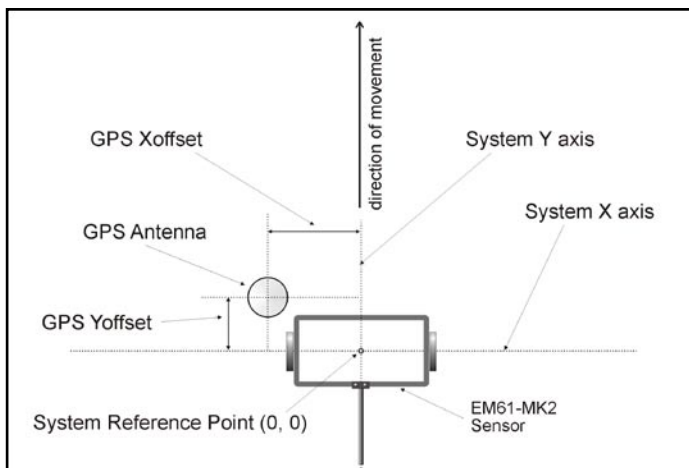 direction of movement
GPS Xoffset
System Y axis
System X axis
GPS Antenna
GPS Yoffset
System Reference Point (0, 0)
EM61-MK2
Sensor